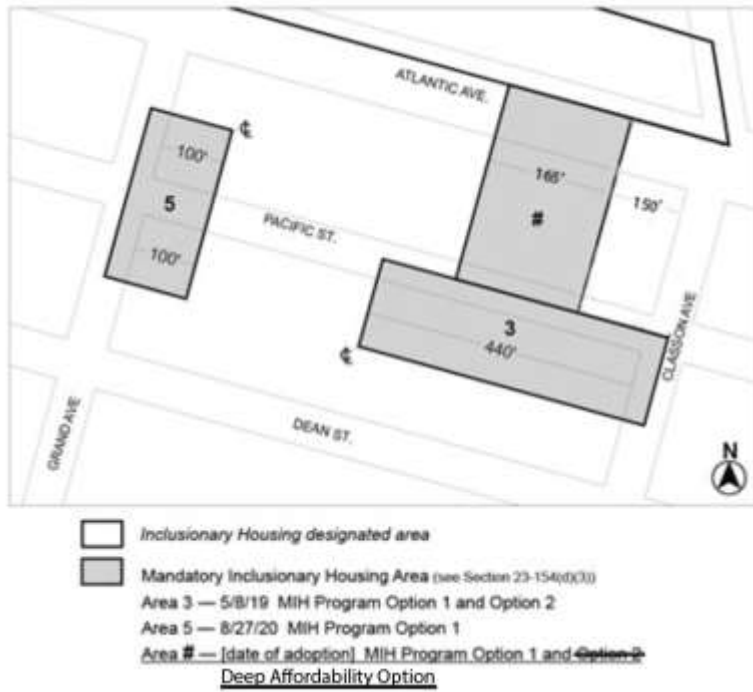 ATLANTIC AVE.
℄
100'
165'
5
150'
#
PACIFIC ST.
100'
3
440'
CLASSON AVE
℄
DEAN ST.
GRAND AVE
N
Inclusionary Housing designated area
Mandatory Inclusionary Housing Area (see Section 23-154(d)(3))
Area 3 — 5/8/19 MIH Program Option 1 and Option 2
Area 5 — 8/27/20 MIH Program Option 1
Area # — [date of adoption] MIH Program Option 1 and Option 2
Deep Affordability Option